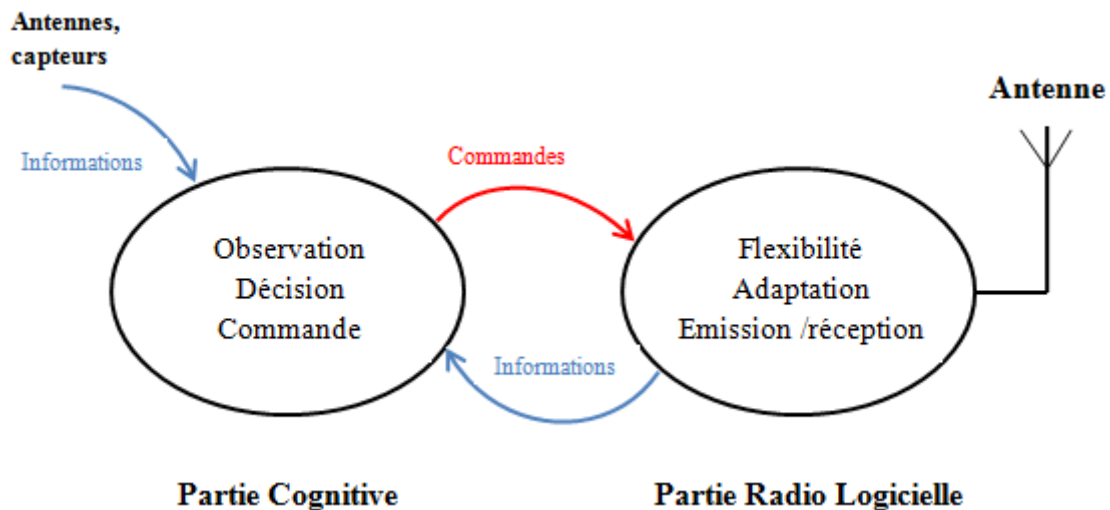 Antennes,
capteurs
Antenne
Informations
Commandes
Observation
Décision
Commande
Flexibilité
Adaptation
Emission /réception
Informations
Partie Cognitive
Partie Radio Logicielle